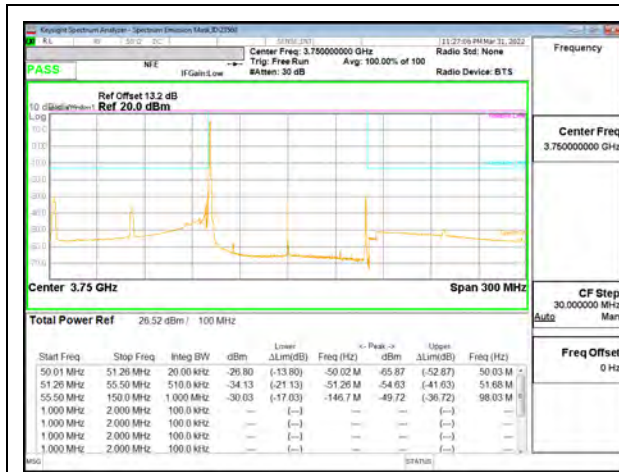 Keysight Spectrum Analyzer - Spectrum Emission Mask
RL RF 50 Ω DC SENSE:INT 11:27:06 PM Mar 31, 2022
Center Freq: 3.750000000 GHz Radio Std: None
Trig: Free Run Avg: 100.00% of 100
PASS NFE IFGain:Low #Atten: 30 dB Radio Device: BTS
Frequency
Ref Offset 13.2 dB
10 dB Ref 20.0 dBm
Log
10.0
Center 3.75 GHz Span 300 MHz
Center Freq
3.750000000 GHz
CF Step
30.000000 MHz
Auto Man
Freq Offset
0 Hz
Total Power Ref 26.52 dBm / 100 MHz
Lower <- Peak -> Upper
Start Freq Stop Freq Integ BW dBm ΔLim(dB) Freq (Hz) dBm ΔLim(dB) Freq (Hz)
50.01 MHz 51.26 MHz 20.00 kHz -26.80 (-13.80) -50.02 M -65.87 (-52.87) 50.03 M
51.26 MHz 55.50 MHz 510.0 kHz -34.13 (-21.13) -51.26 M -54.63 (-41.63) 51.68 M
55.50 MHz 150.0 MHz 1.000 MHz -30.03 (-17.03) -146.7 M -49.72 (-36.72) 98.03 M
1.000 MHz 2.000 MHz 100.0 kHz --- (---) --- --- (---) ---
1.000 MHz 2.000 MHz 100.0 kHz --- (---) --- --- (---) ---
1.000 MHz 2.000 MHz 100.0 kHz --- (---) --- --- (---) ---
1.000 MHz 2.000 MHz 100.0 kHz --- (---) --- --- (---) ---
MSG STATUS